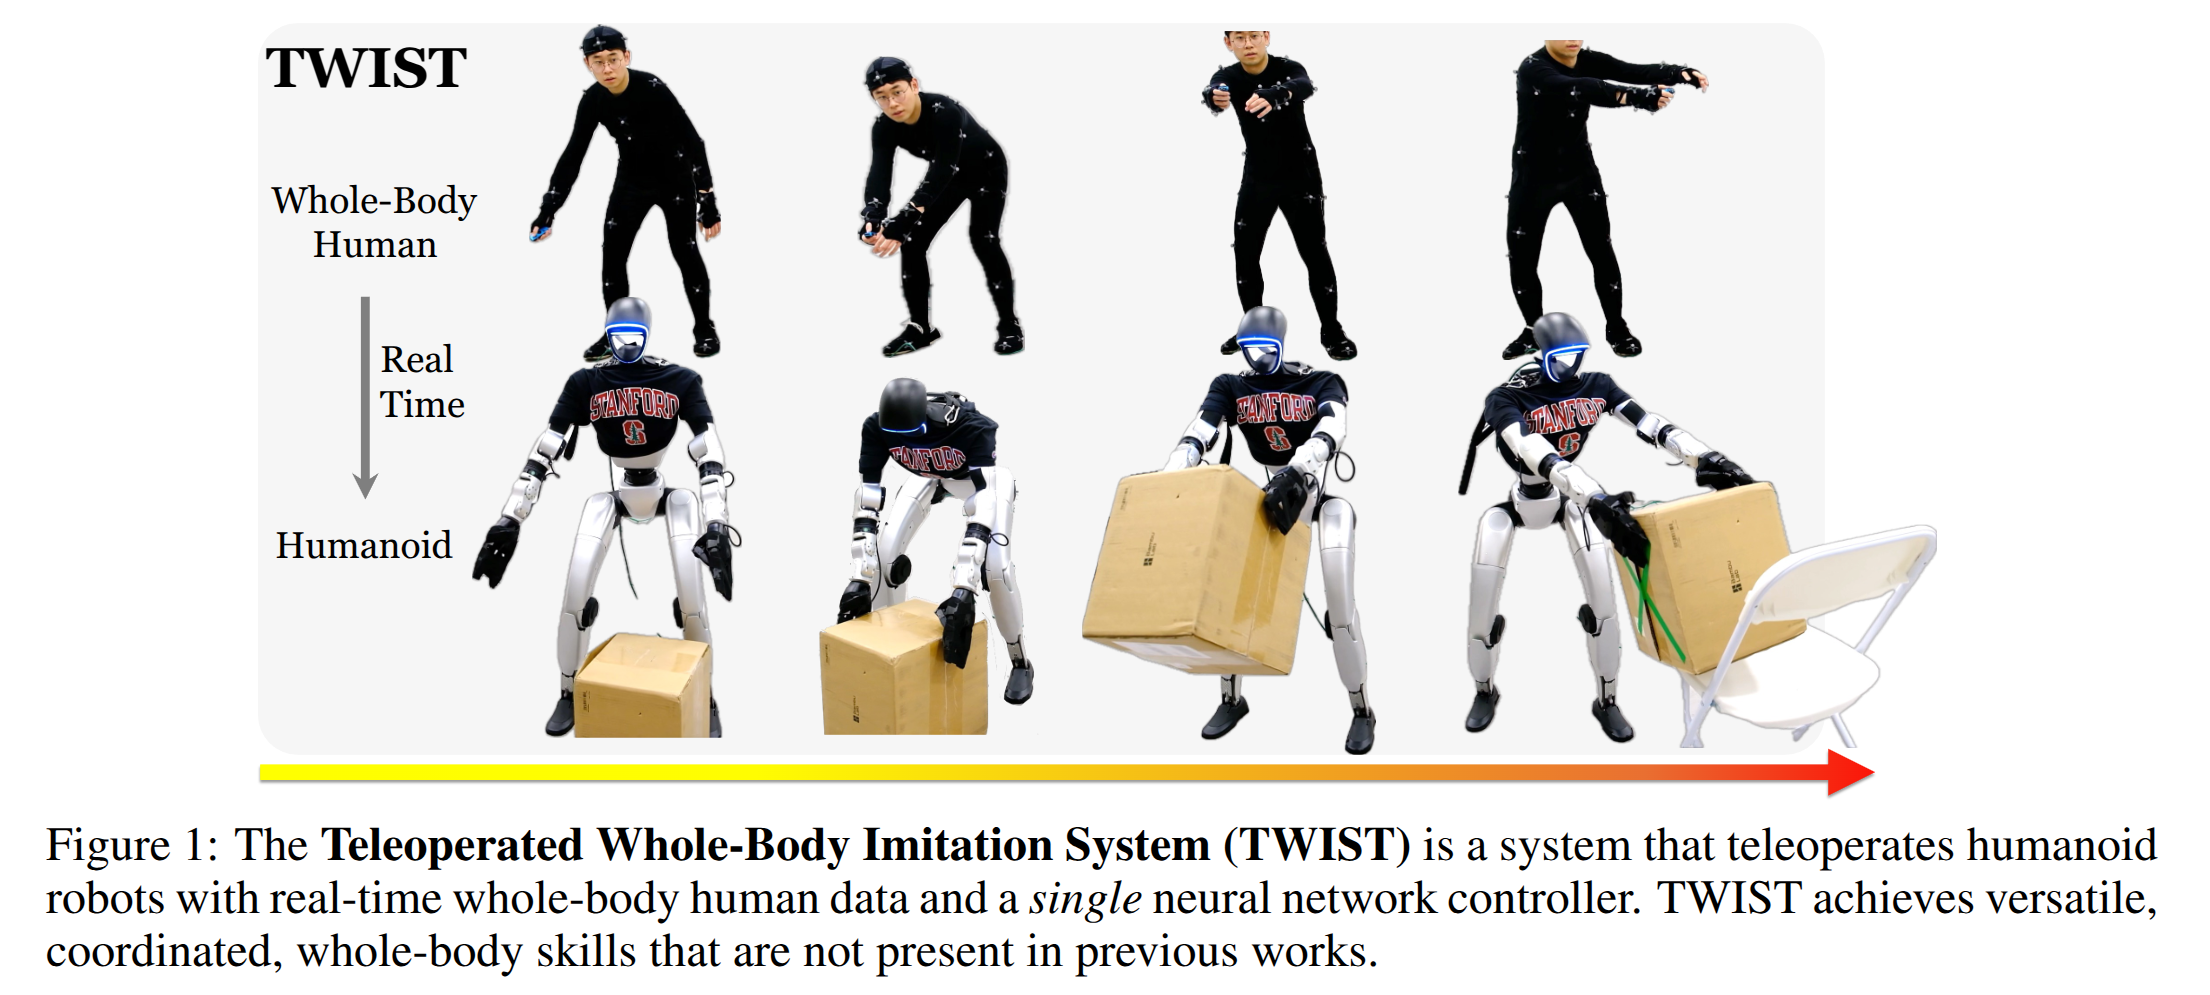 TWIST
Whole-Body
Human
Real
Time
Humanoid
STANFORD
S
STANFORD
STANFORD
S
STANFORD
S
Figure 1: The Teleoperated Whole-Body Imitation System (TWIST) is a system that teleoperates humanoid
robots with real-time whole-body human data and a single neural network controller. TWIST achieves versatile,
coordinated, whole-body skills that are not present in previous works.